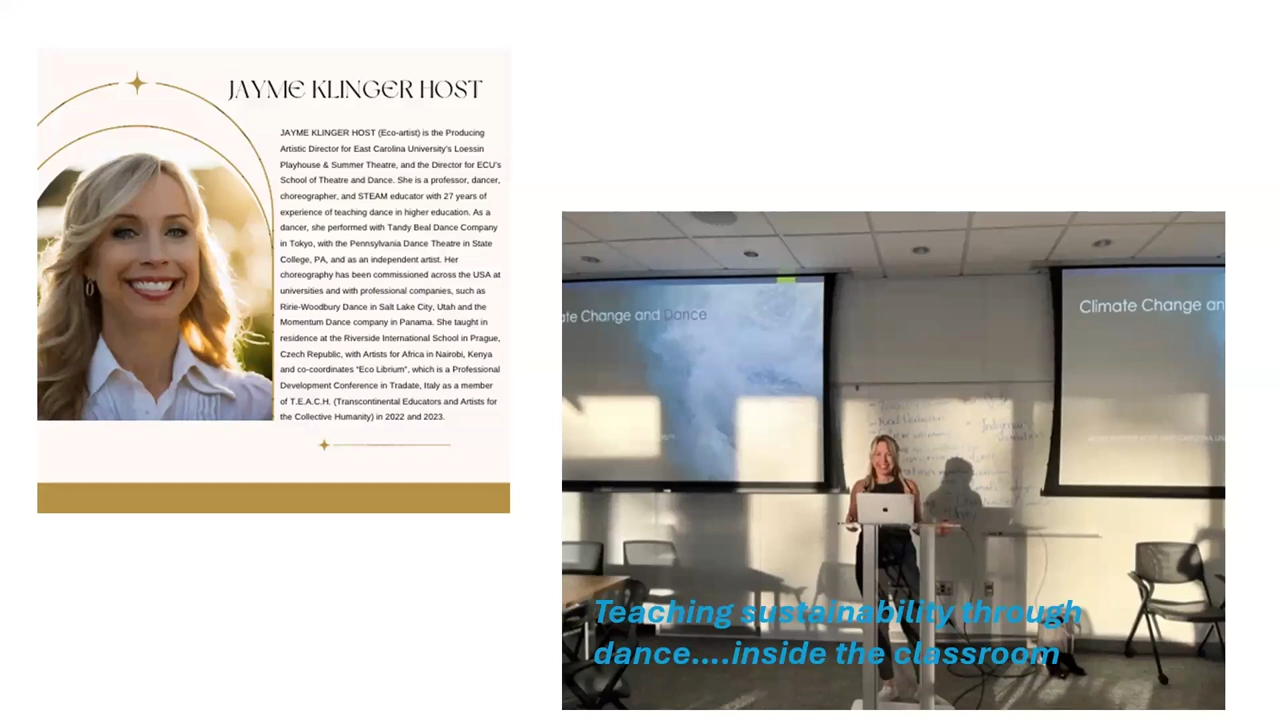 JAYME KLINGER HOST
JAYME KLINGER HOST (Eco-artist) is the Producing
Artistic Director for East Carolina University's Loessin
Playhouse & Summer Theatre, and the Director for ECU's
School of Theatre and Dance. She is a professor, dancer,
choreographer, and STEAM educator with 27 years of
experience of teaching dance in higher education. As a
dancer, she performed with Tandy Beal Dance Company
in Tokyo, with the Pennsylvania Dance Theatre in State
College, PA, and as an independent artist. Her
choreography has been commissioned across the USA at
universities and with professional companies, such as
Ririe-Woodbury Dance in Salt Lake City, Utah and the
Momentum Dance company in Panama. She taught in
residence at the Riverside International School in Prague,
Czech Republic, with Artists for Africa in Nairobi, Kenya
and co-coordinates "Eco Librium", which is a Professional
Development Conference in Tradate, Italy as a member
of T.E.A.C.H. (Transcontinental Educators and Artists for
the Collective Humanity) in 2022 and 2023.
ate Change and Dance
Climate Change an
Teaching sustainability through
dance....inside the classroom